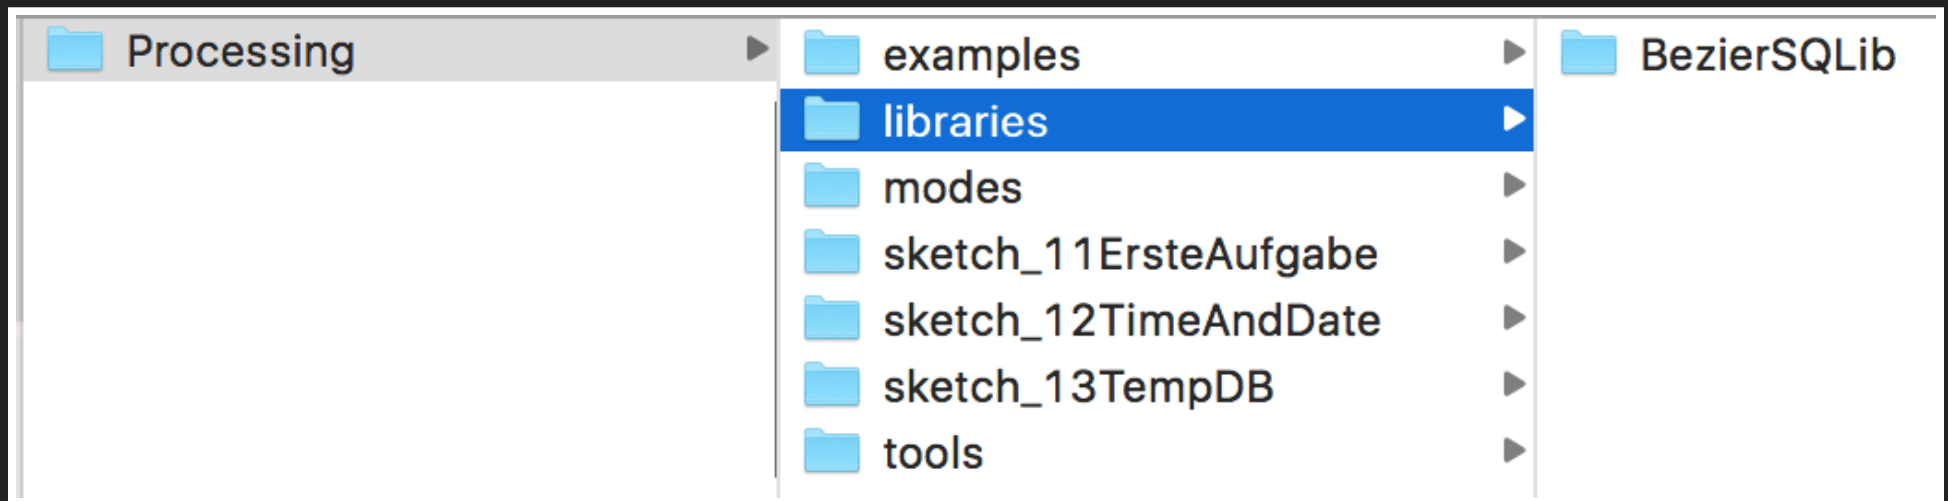 Processing
examples
libraries
modes
sketch_11ErsteAufgabe
sketch_12TimeAndDate
sketch_13TempDB
tools
BezierSQLib